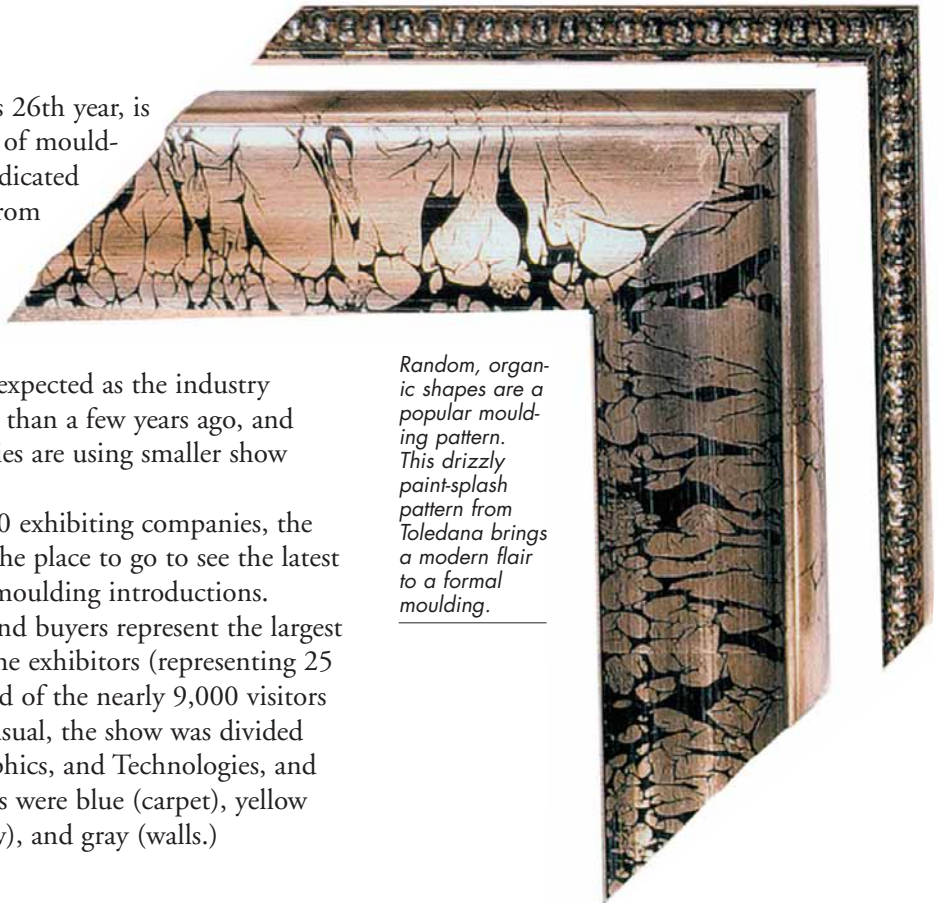 s 26th year, is
of mould-
dicated
rom
expected as the industry
than a few years ago, and
ies are using smaller show
0 exhibiting companies, the
he place to go to see the latest
moulding introductions.
nd buyers represent the largest
ne exhibitors (representing 25
d of the nearly 9,000 visitors
sual, the show was divided
phics, and Technologies, and
s were blue (carpet), yellow
y), and gray (walls.)
Random, organ-
ic shapes are a
popular mould-
ing pattern.
This drizzly
paint-splash
pattern from
Toledana brings
a modern flair
to a formal
moulding.